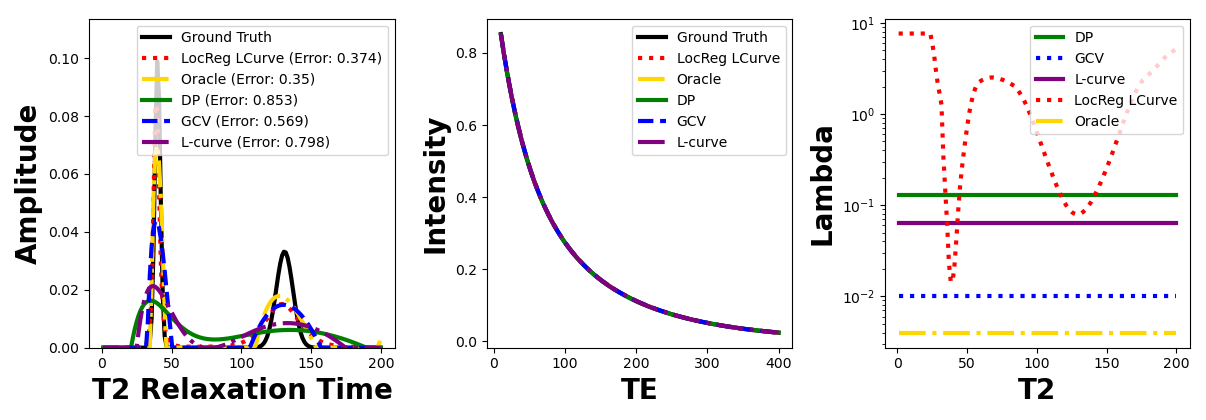 Amplitude
0.10
0.08
0.06
0.04
0.02
0.00
Ground Truth
LocReg LCurve (Error: 0.374)
Oracle (Error: 0.35)
DP (Error: 0.853)
GCV (Error: 0.569)
L-curve (Error: 0.798)
0 50 100 150 200
T2 Relaxation Time
Intensity
0.8
0.6
0.4
0.2
0.0
Ground Truth
LocReg LCurve
Oracle
DP
GCV
L-curve
0 100 200 300 400
TE
Lambda
10¹
10⁰
10⁻¹
10⁻²
DP
GCV
L-curve
LocReg LCurve
Oracle
0 50 100 150 200
T2